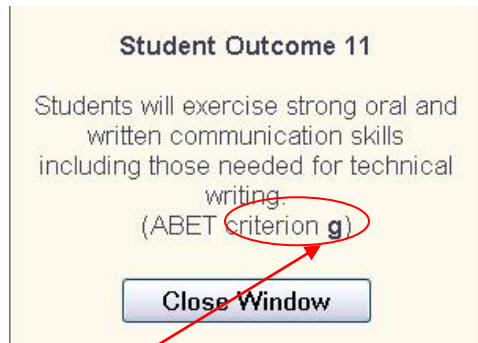 Student Outcome 11
Students will exercise strong oral and
written communication skills
including those needed for technical
writing.
(ABET criterion g)
Close Window